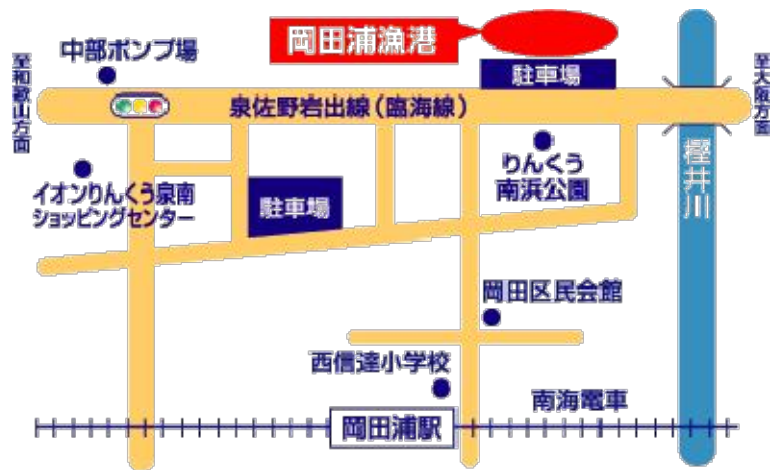 岡田浦漁港
中部ポンプ場
駐車場
至和歌山方面
至大阪方面
泉佐野岩出線(臨海線)
樫井川
りんくう
南浜公園
イオンりんくう泉南
ショッピングセンター
駐車場
岡田区民会館
西信達小学校
南海電車
岡田浦駅